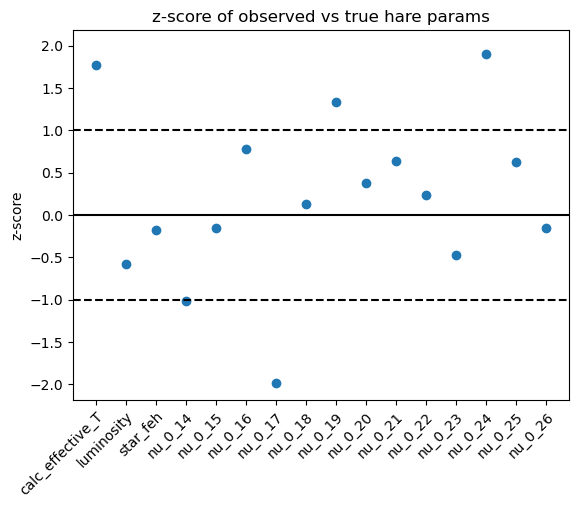 z-score of observed vs true hare params
z-score
2.0
1.5
1.0
0.5
0.0
−0.5
−1.0
−1.5
−2.0
calc_effective_T
luminosity
star_feh
nu_0_14
nu_0_15
nu_0_16
nu_0_17
nu_0_18
nu_0_19
nu_0_20
nu_0_21
nu_0_22
nu_0_23
nu_0_24
nu_0_25
nu_0_26